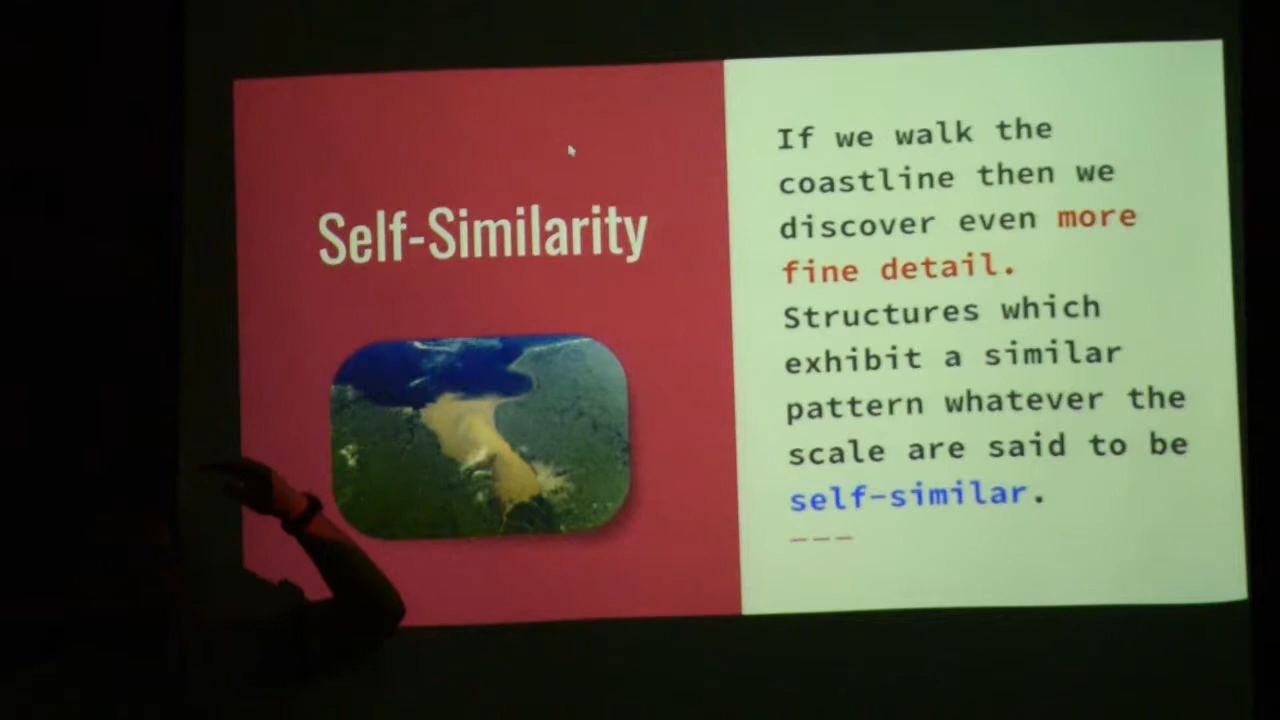 Self-Similarity
If we walk the
coastline then we
discover even more
fine detail.
Structures which
exhibit a similar
pattern whatever the
scale are said to be
self-similar.
---